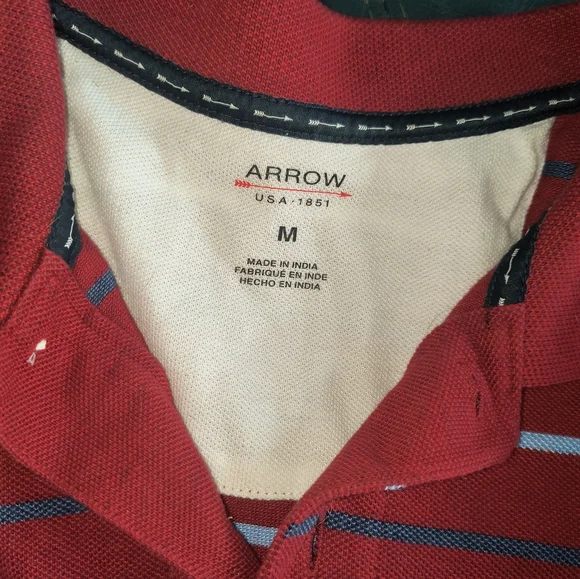 ARROW
USA · 1851
M
MADE IN INDIA
FABRIQUÉ EN INDE
HECHO EN INDIA